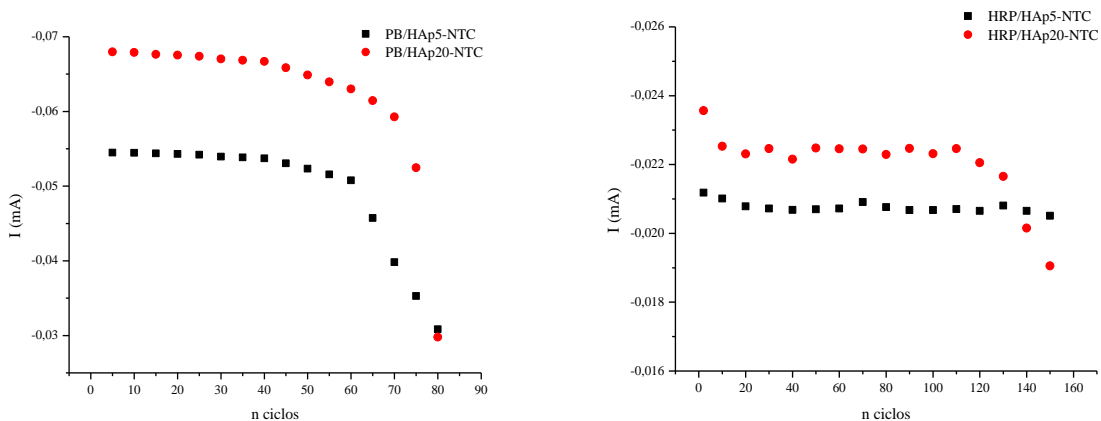 PB/HAp5-NTC
PB/HAp20-NTC
-0,07
-0,06
-0,05
-0,04
-0,03
I (mA)
0 10 20 30 40 50 60 70 80 90
n ciclos
HRP/HAp5-NTC
HRP/HAp20-NTC
-0,026
-0,024
-0,022
-0,020
-0,018
-0,016
I (mA)
0 20 40 60 80 100 120 140 160
n ciclos